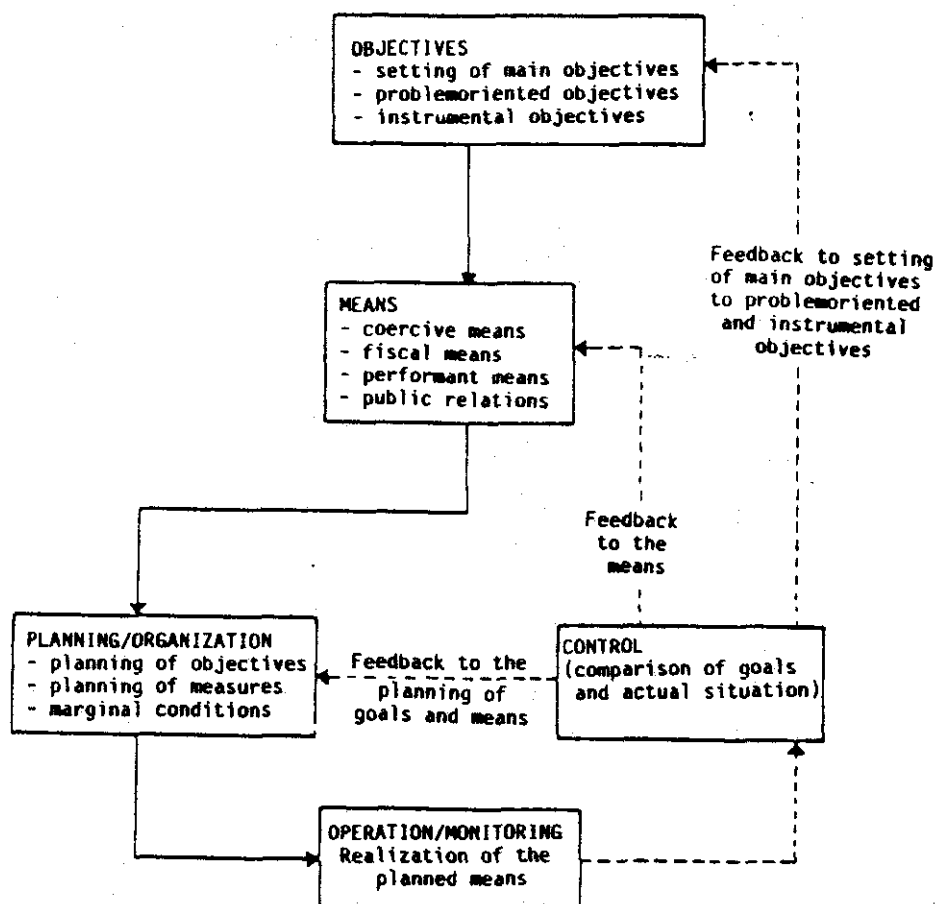 OBJECTIVES
- setting of main objectives
- problemoriented objectives
- instrumental objectives
Feedback to setting
of main objectives
to problemoriented
and instrumental
objectives
MEANS
- coercive means
- fiscal means
- performant means
- public relations
Feedback
to the
means
PLANNING/ORGANIZATION
- planning of objectives
- planning of measures
- marginal conditions
Feedback to the
planning of
goals and means
CONTROL
(comparison of goals
and actual situation)
OPERATION/MONITORING
Realization of the
planned means